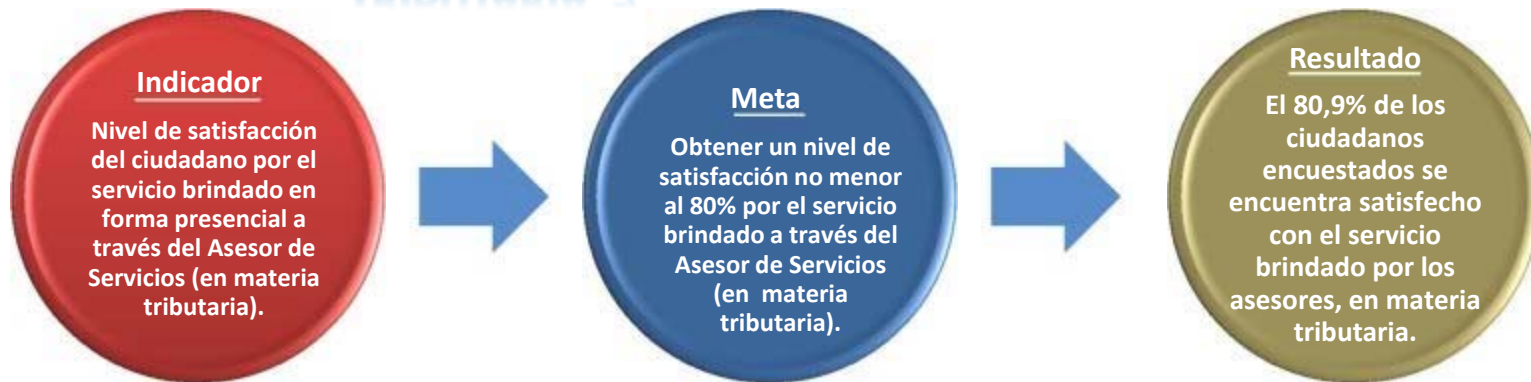 Indicador
Nivel de satisfacción
del ciudadano por el
servicio brindado en
forma presencial a
través del Asesor de
Servicios (en materia
tributaria).
Meta
Obtener un nivel de
satisfacción no menor
al 80% por el servicio
brindado a través del
Asesor de Servicios
(en materia
tributaria).
Resultado
El 80,9% de los
ciudadanos
encuestados se
encuentra satisfecho
con el servicio
brindado por los
asesores, en materia
tributaria.